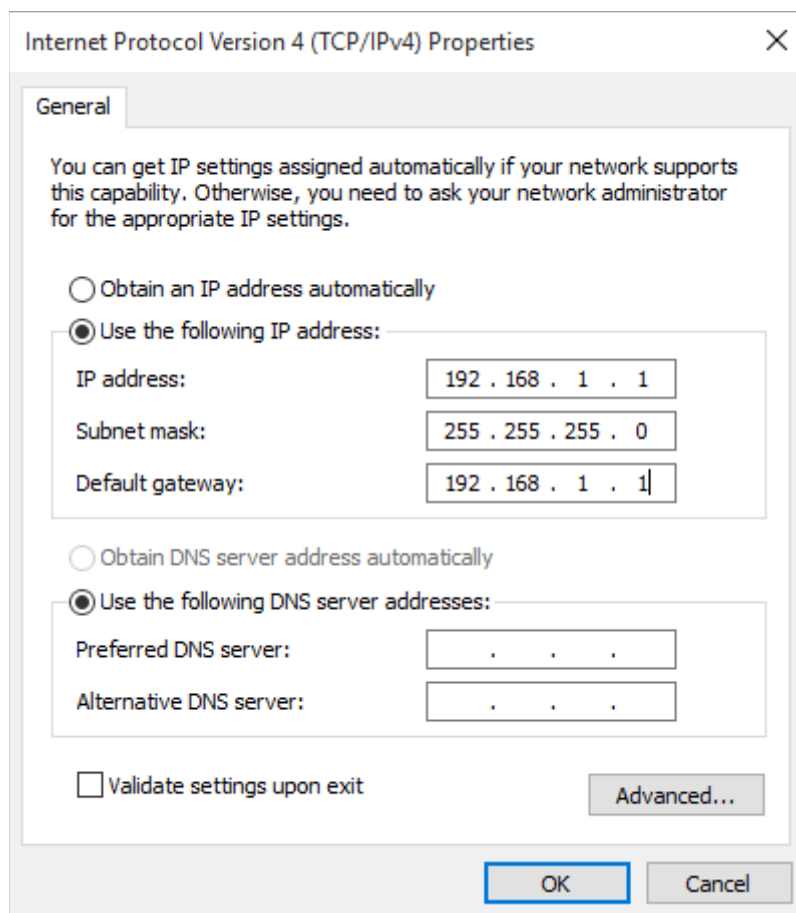 Internet Protocol Version 4 (TCP/IPv4) Properties
General
You can get IP settings assigned automatically if your network supports
this capability. Otherwise, you need to ask your network administrator
for the appropriate IP settings.
Obtain an IP address automatically
Use the following IP address:
IP address: 192 . 168 . 1 . 1
Subnet mask: 255 . 255 . 255 . 0
Default gateway: 192 . 168 . 1 . 1
Obtain DNS server address automatically
Use the following DNS server addresses:
Preferred DNS server: . . .
Alternative DNS server: . . .
Validate settings upon exit
Advanced...
OK Cancel